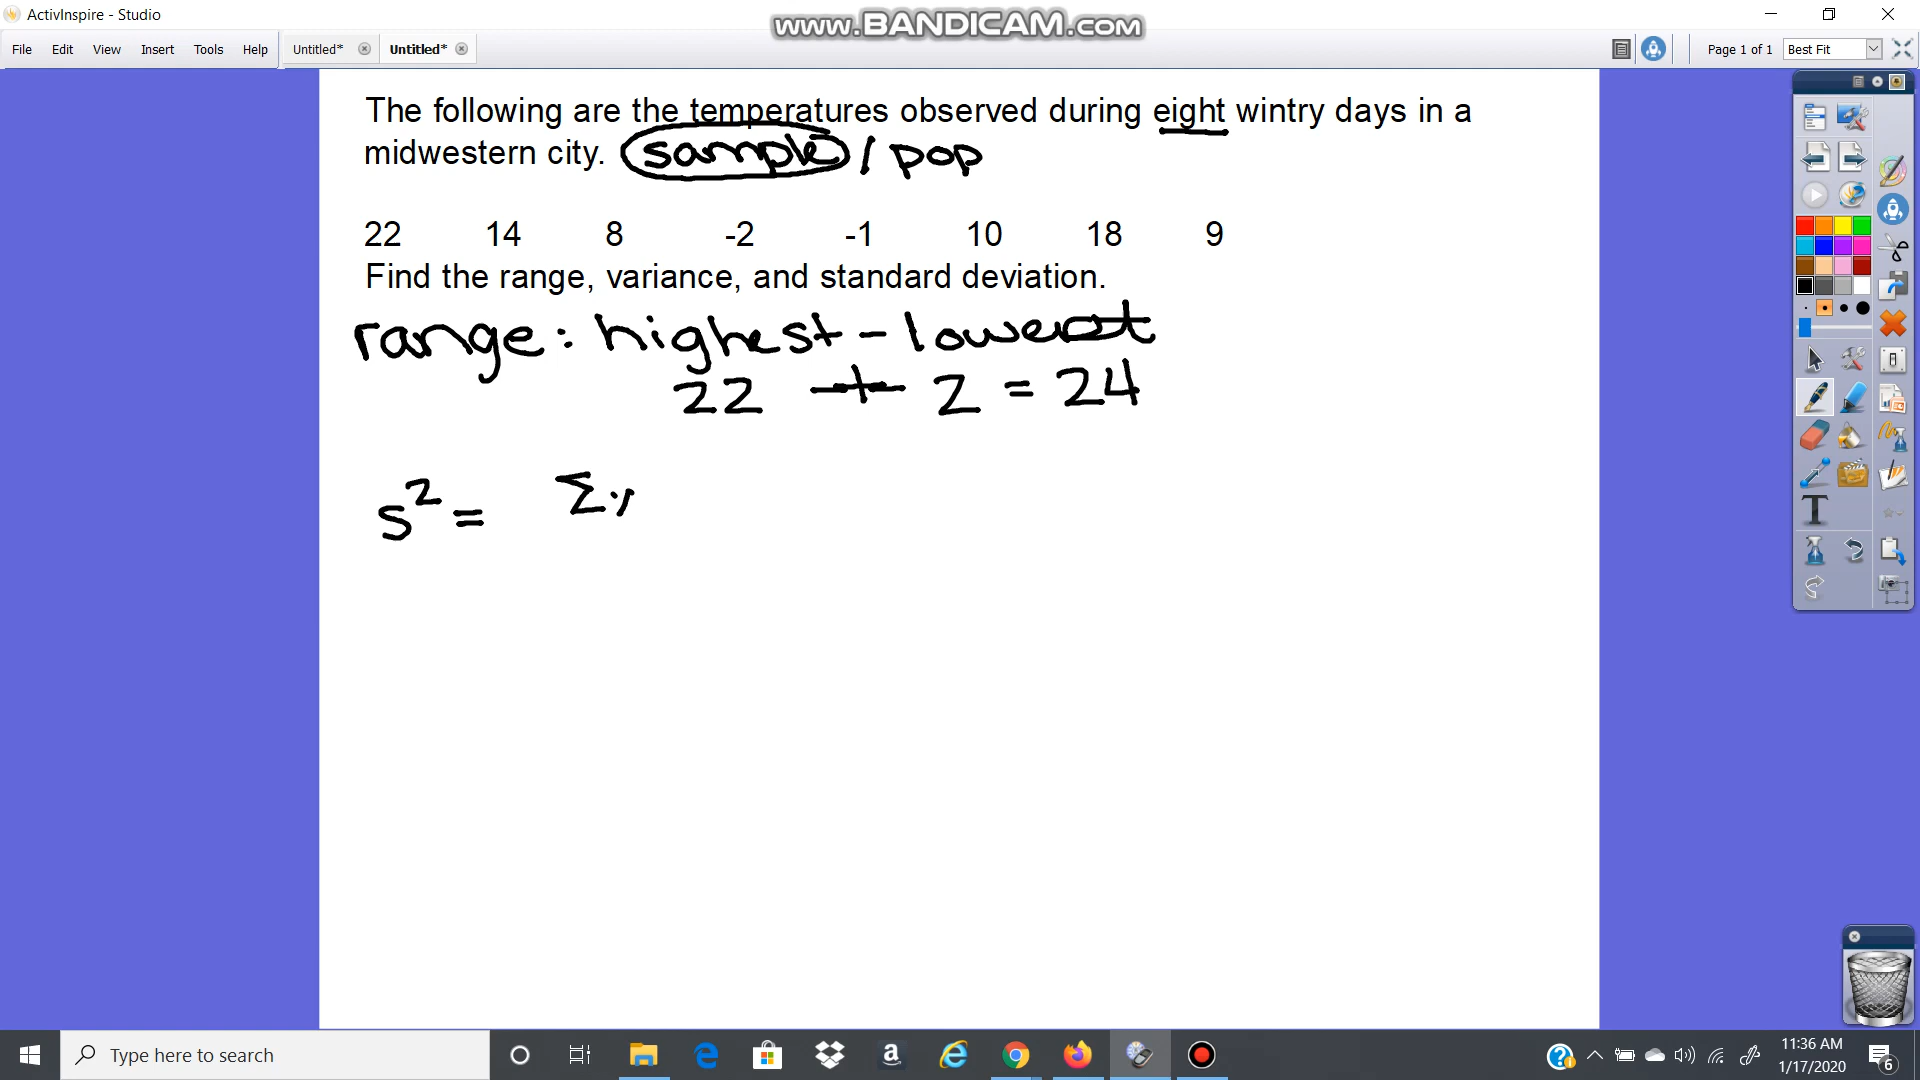 ActivInspire - Studio
www.BANDICAM.com
File Edit View Insert Tools Help Untitled* Untitled* Page 1 of 1 Best Fit
The following are the temperatures observed during eight wintry days in a
midwestern city. sample / pop
22 14 8 -2 -1 10 18 9
Find the range, variance, and standard deviation.
range: highest - lowest
22 + 2 = 24
s² = Σ
Type here to search
11:36 AM
1/17/2020
6